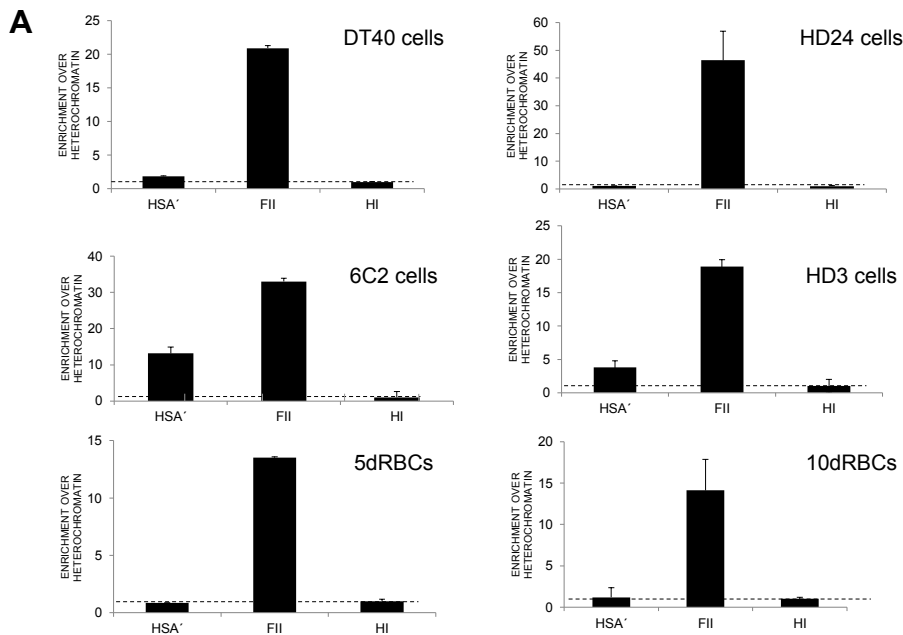 A
DT40 cells
ENRICHMENT OVER
HETEROCHROMATIN
25
20
15
10
5
0
HSA´
FII
HI
HD24 cells
ENRICHMENT OVER
HETEROCHROMATIN
60
50
40
30
20
10
0
HSA´
FII
HI
6C2 cells
ENRICHMENT OVER
HETEROCHROMATIN
40
30
20
10
0
HSA´
FII
HI
HD3 cells
ENRICHMENT OVER
HETEROCHROMATIN
25
20
15
10
5
0
HSA´
FII
HI
5dRBCs
ENRICHMENT OVER
HETEROCHROMATIN
15
10
5
0
HSA´
FII
HI
10dRBCs
ENRICHMENT OVER
HETEROCHROMATIN
20
15
10
5
0
HSA´
FII
HI